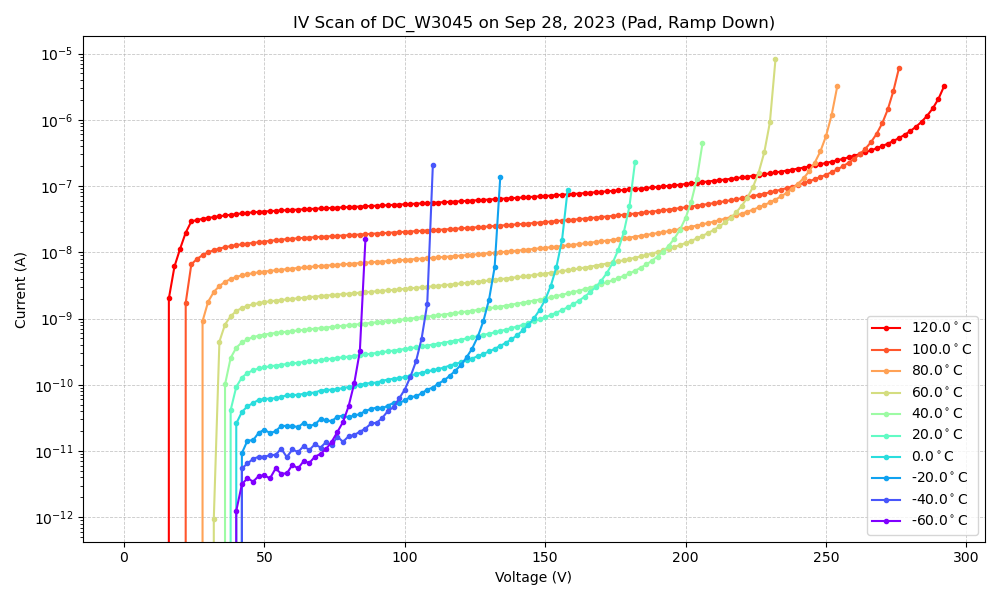 IV Scan of DC_W3045 on Sep 28, 2023 (Pad, Ramp Down)
Current (A)
10⁻⁵
10⁻⁶
10⁻⁷
10⁻⁸
10⁻⁹
10⁻¹⁰
10⁻¹¹
10⁻¹²
120.0°C
100.0°C
80.0°C
60.0°C
40.0°C
20.0°C
0.0°C
-20.0°C
-40.0°C
-60.0°C
0 50 100 150 200 250 300
Voltage (V)